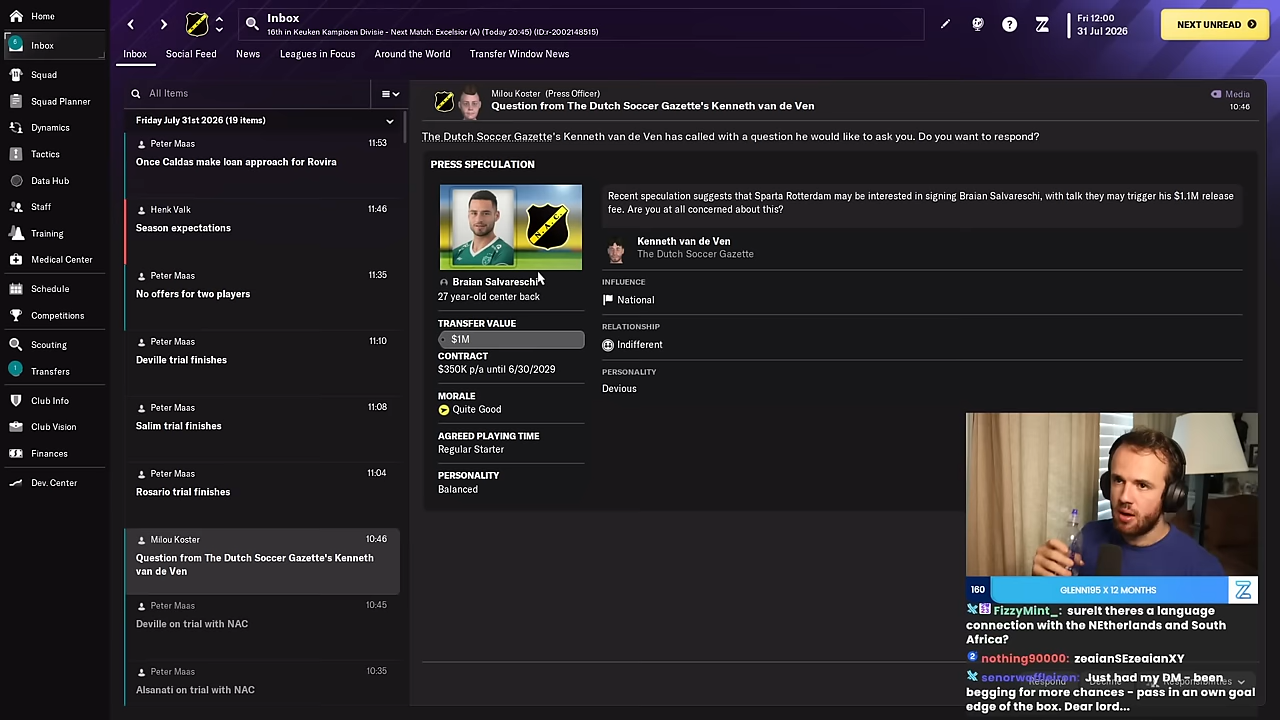 Home
Inbox
Squad
Squad Planner
Dynamics
Tactics
Data Hub
Staff
Training
Medical Center
Schedule
Competitions
Scouting
Transfers
Club Info
Club Vision
Finances
Dev. Center
Inbox
16th in Keuken Kampioen Divisie - Next Match: Excelsior (A) (Today 20:45) (ID:r-2002148515)
Fri 12:00
31 Jul 2026
NEXT UNREAD
Inbox
Social Feed
News
Leagues in Focus
Around the World
Transfer Window News
All Items
Friday July 31st 2026 (19 items)
Peter Maas 11:53
Once Caldas make loan approach for Rovira
Henk Valk 11:46
Season expectations
Peter Maas 11:35
No offers for two players
Peter Maas 11:10
Deville trial finishes
Peter Maas 11:08
Salim trial finishes
Peter Maas 11:04
Rosario trial finishes
Milou Koster 10:46
Question from The Dutch Soccer Gazette's Kenneth
van de Ven
Peter Maas 10:45
Deville on trial with NAC
Peter Maas 10:35
Alsanati on trial with NAC
Milou Koster (Press Officer)
Question from The Dutch Soccer Gazette's Kenneth van de Ven
Media
10:46
The Dutch Soccer Gazette's Kenneth van de Ven has called with a question he would like to ask you. Do you want to respond?
PRESS SPECULATION
Braian Salvareschi
27 year-old center back
TRANSFER VALUE
$1M
CONTRACT
$350K p/a until 6/30/2029
MORALE
Quite Good
AGREED PLAYING TIME
Regular Starter
PERSONALITY
Balanced
Recent speculation suggests that Sparta Rotterdam may be interested in signing Braian Salvareschi, with talk they may trigger his $1.1M release
fee. Are you at all concerned about this?
Kenneth van de Ven
The Dutch Soccer Gazette
INFLUENCE
National
RELATIONSHIP
Indifferent
PERSONALITY
Devious
160
GLENNI95 X 12 MONTHS
FizzyMint_: surelt theres a language
connection with the NEtherlands and South
Africa?
nothing90000: zeaianSEzeaianXY
senorwaffleiron: Just had my DM - been
begging for more chances - pass in an own goal
edge of the box. Dear lord...
Respond
Decline
Responsibilities